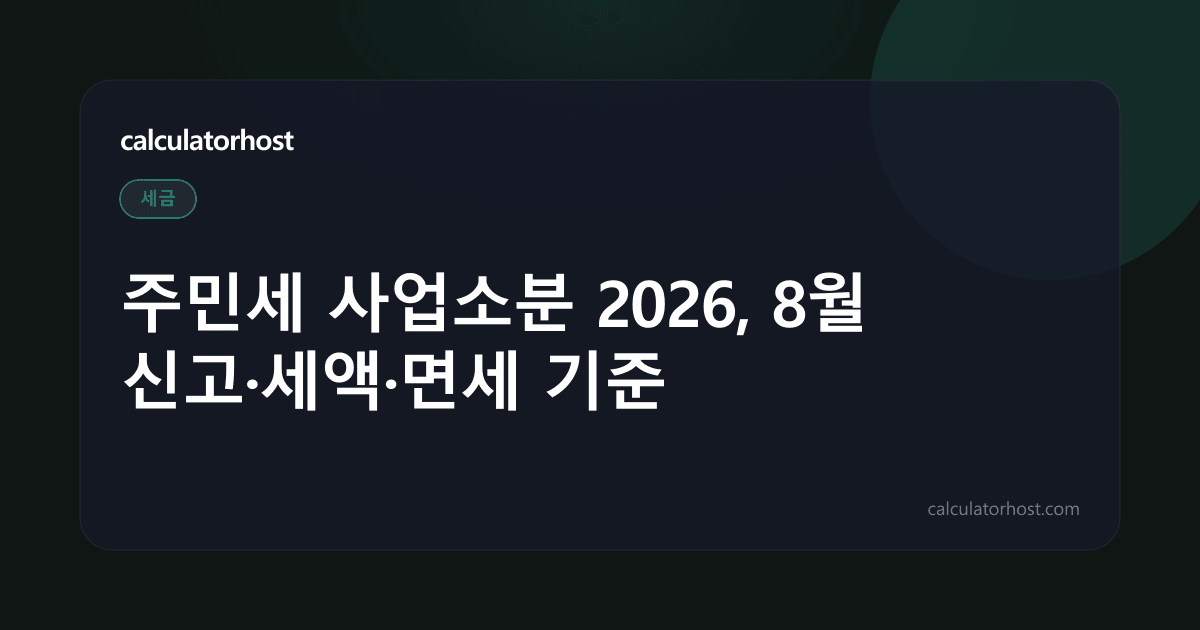 calculatorhost
세금
주민세 사업소분 2026, 8월
신고·세액·면세 기준
calculatorhost.com